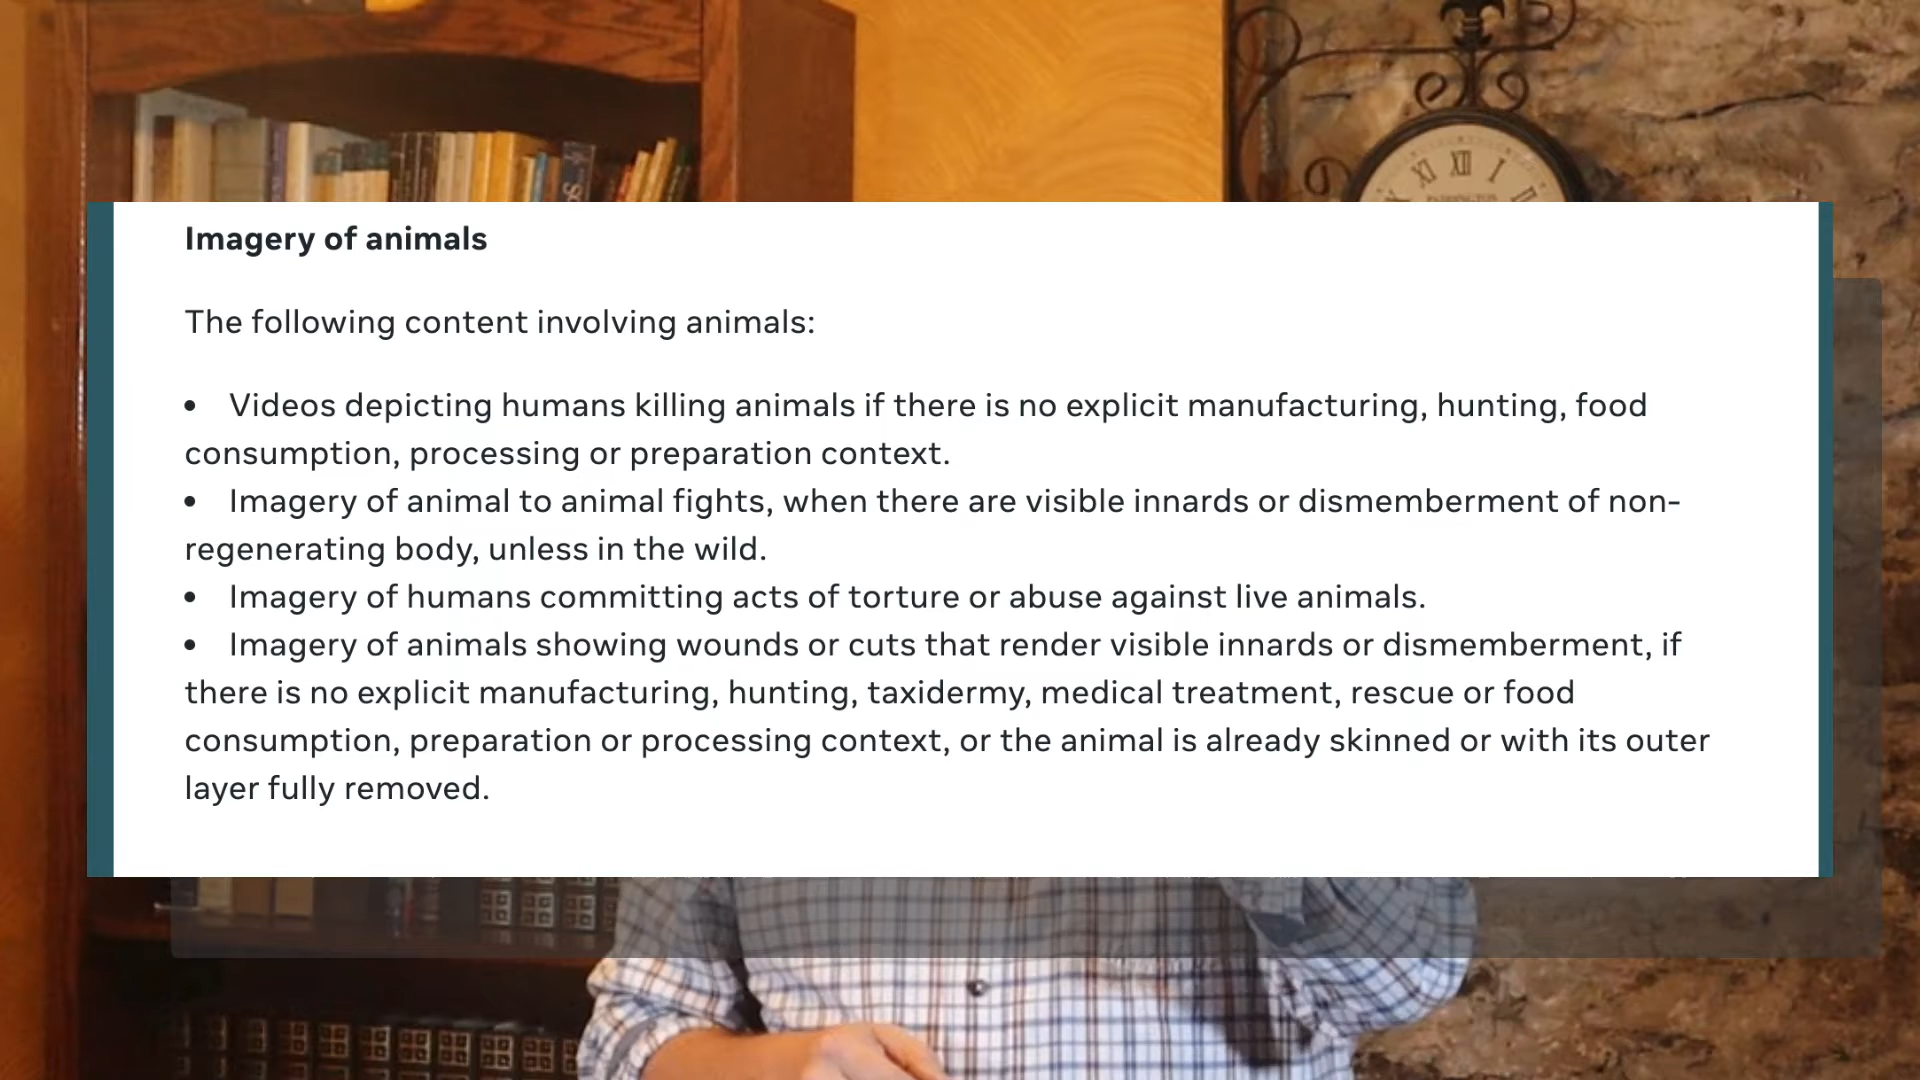 XI XII I
Imagery of animals
The following content involving animals:
• Videos depicting humans killing animals if there is no explicit manufacturing, hunting, food
consumption, processing or preparation context.
• Imagery of animal to animal fights, when there are visible innards or dismemberment of non-
regenerating body, unless in the wild.
• Imagery of humans committing acts of torture or abuse against live animals.
• Imagery of animals showing wounds or cuts that render visible innards or dismemberment, if
there is no explicit manufacturing, hunting, taxidermy, medical treatment, rescue or food
consumption, preparation or processing context, or the animal is already skinned or with its outer
layer fully removed.